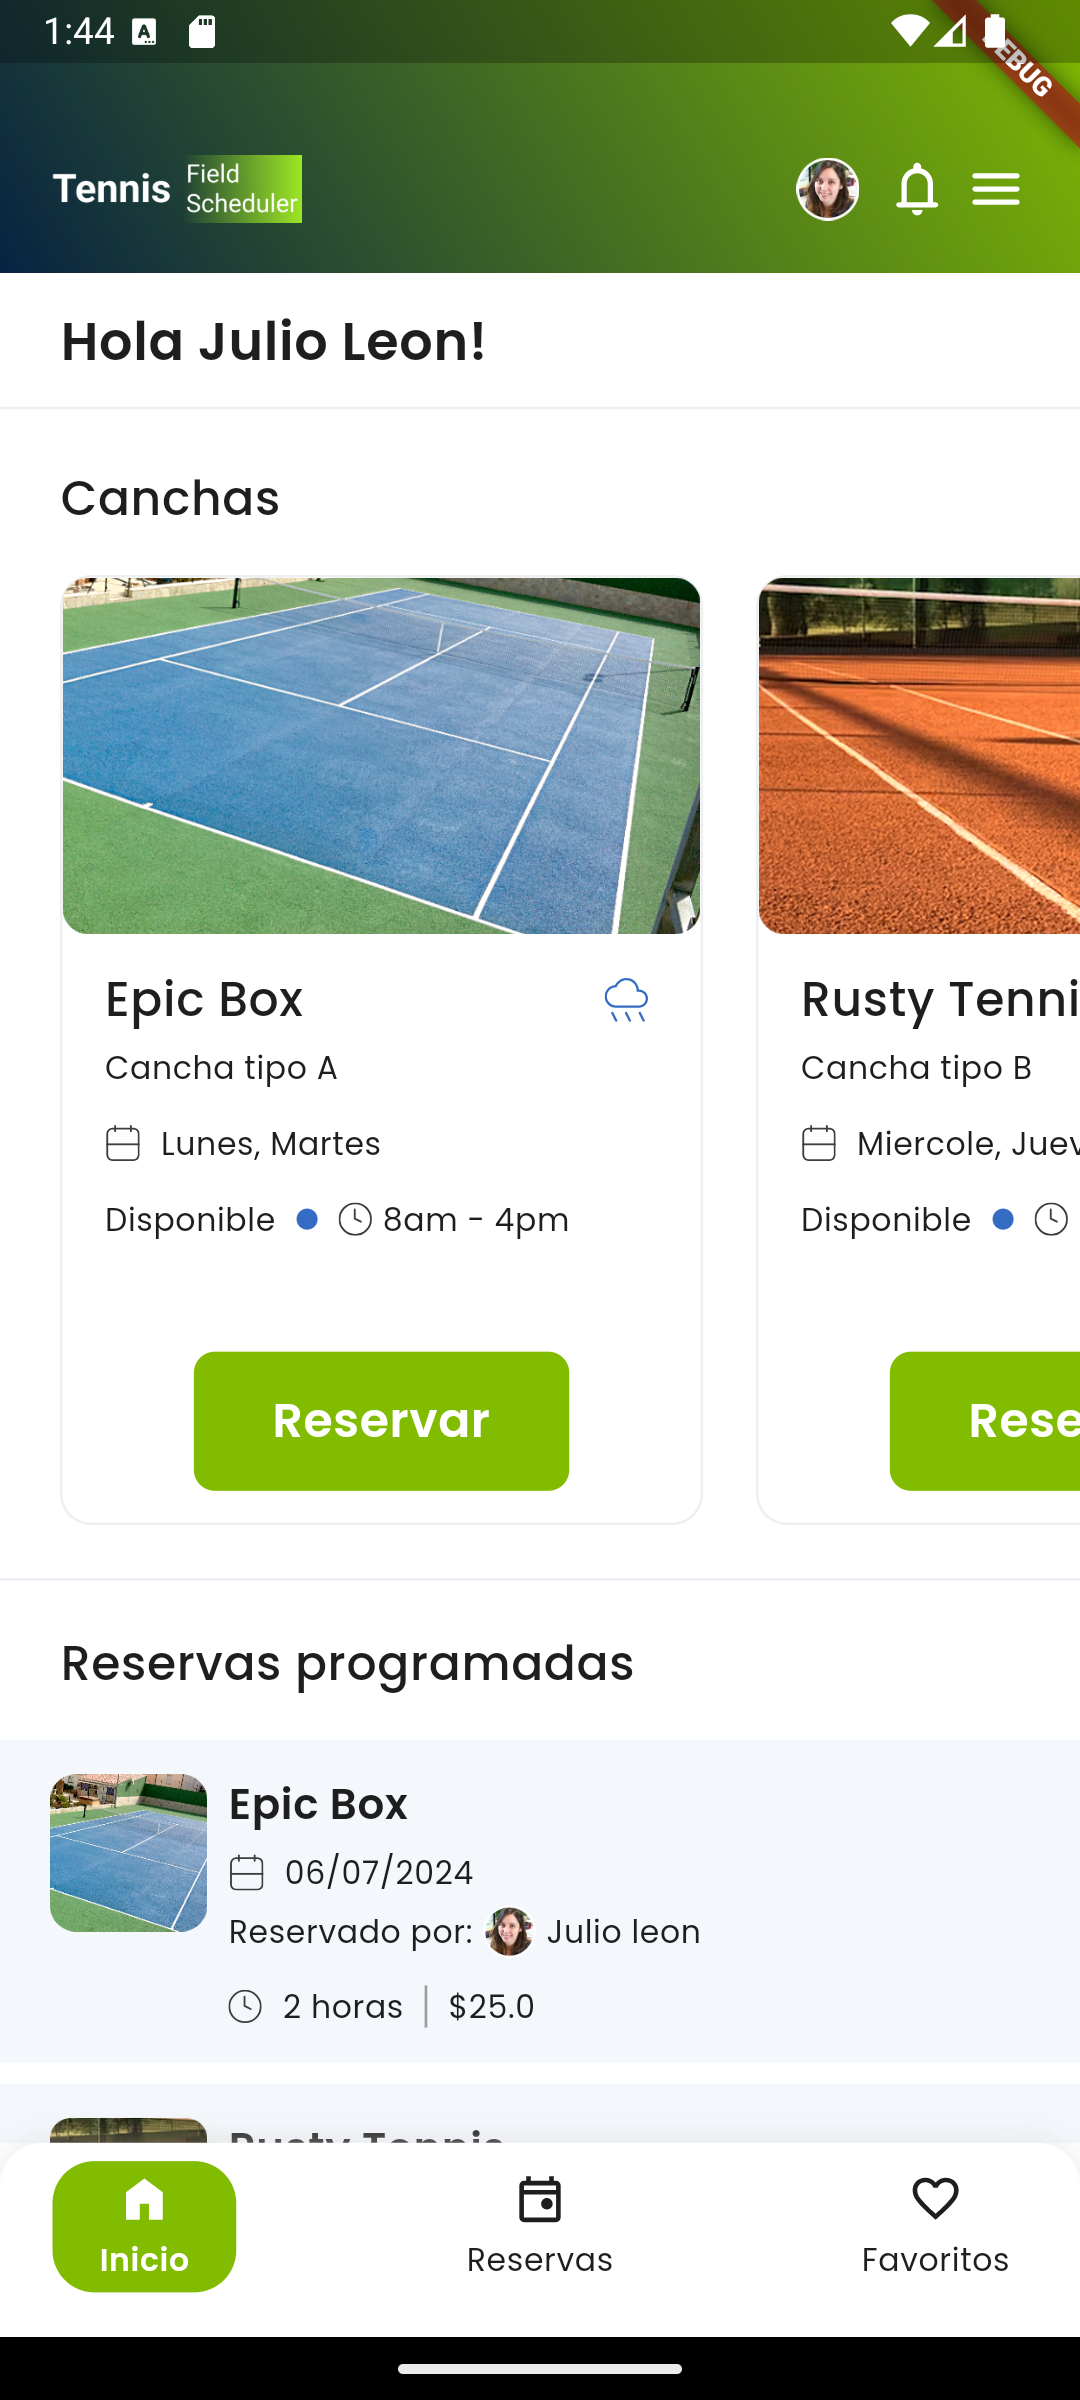 1:44
EBUG
Tennis
Field
Scheduler
Hola Julio Leon!
Canchas
Epic Box
Cancha tipo A
Lunes, Martes
Disponible 8am - 4pm
Reservar
Rusty Tenni
Cancha tipo B
Miercole, Juev
Disponible
Rese
Reservas programadas
Epic Box
06/07/2024
Reservado por: Julio leon
2 horas | $25.0
Rusty Tennis
Inicio
Reservas
Favoritos